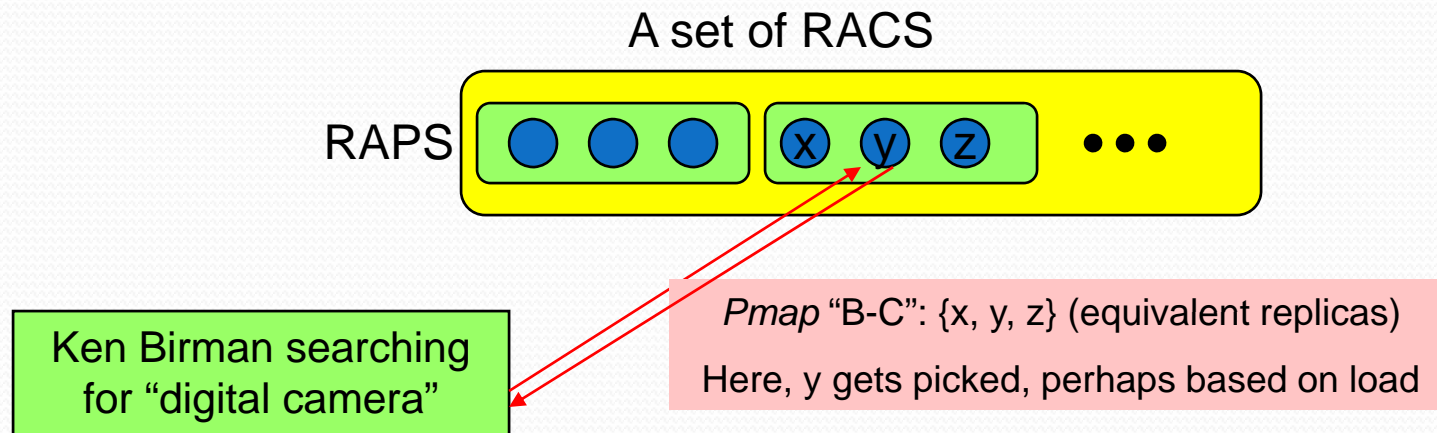 A set of RACS
RAPS
x y z
Pmap “B-C”: {x, y, z} (equivalent replicas)
Here, y gets picked, perhaps based on load
Ken Birman searching
for “digital camera”